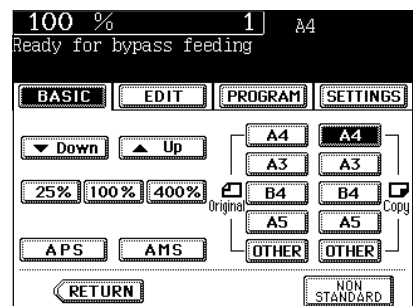 100 % 1 A4
Ready for bypass feeding
BASIC EDIT PROGRAM SETTINGS
Down Up
25% 100% 400%
APS AMS
Original
A4 A4
A3 A3
B4 B4
A5 A5
OTHER OTHER
Copy
RETURN
NON
STANDARD